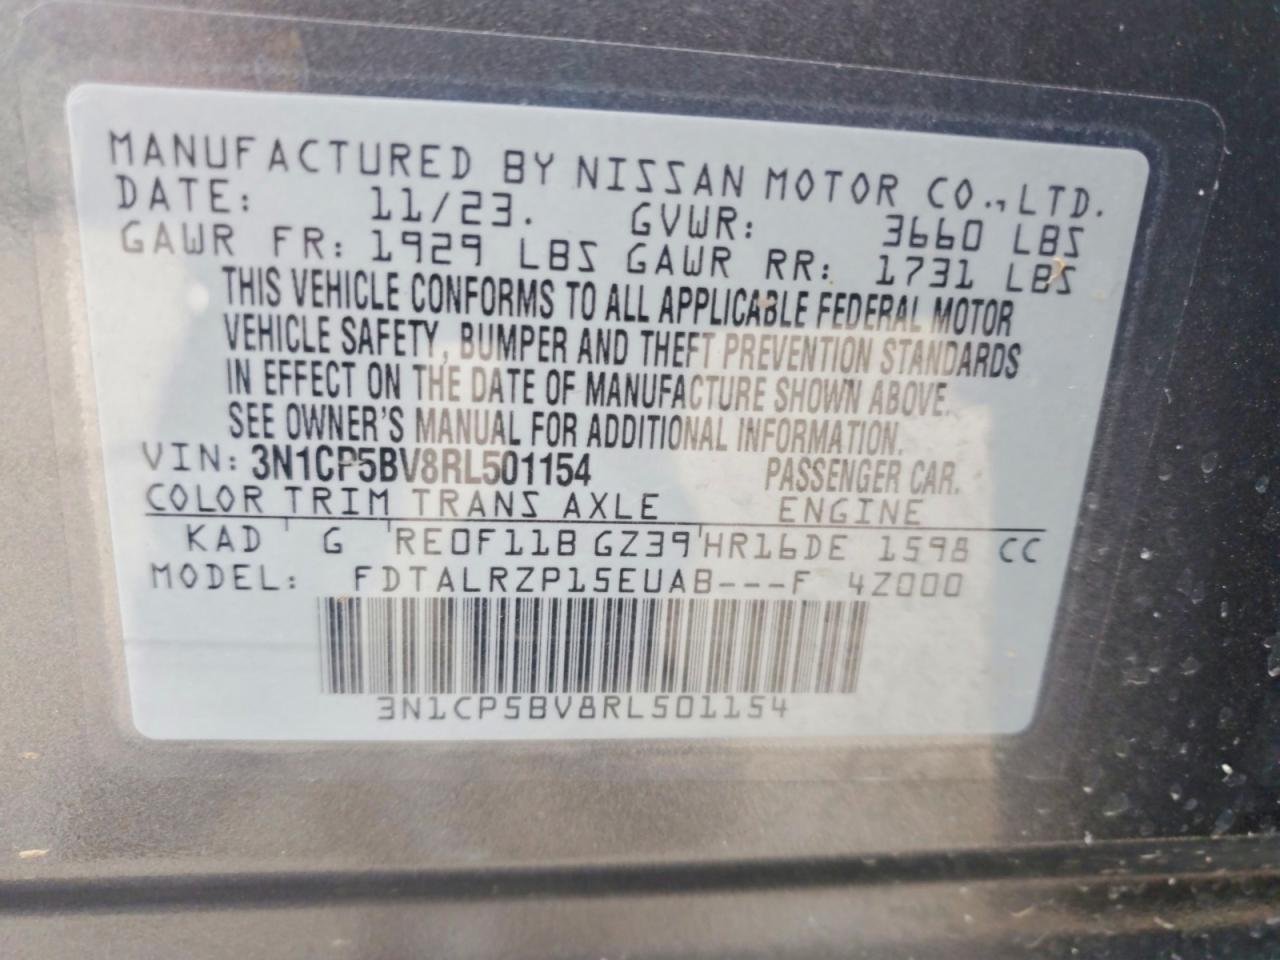 MANUFACTURED BY NISSAN MOTOR CO., LTD.
DATE: 11/23. GVWR: 3660 LBS
GAWR FR: 1929 LBS GAWR RR: 1731 LBS
THIS VEHICLE CONFORMS TO ALL APPLICABLE FEDERAL MOTOR
VEHICLE SAFETY, BUMPER AND THEFT PREVENTION STANDARDS
IN EFFECT ON THE DATE OF MANUFACTURE SHOWN ABOVE.
SEE OWNER'S MANUAL FOR ADDITIONAL INFORMATION.
VIN: 3N1CP5BV8RL501154 PASSENGER CAR.
COLOR TRIM TRANS AXLE ENGINE
KAD G RE0F11B GZ39 HR16DE 1598 CC
MODEL: FDTALRZP15EUAB---F 4Z000
3N1CP5BV8RL501154